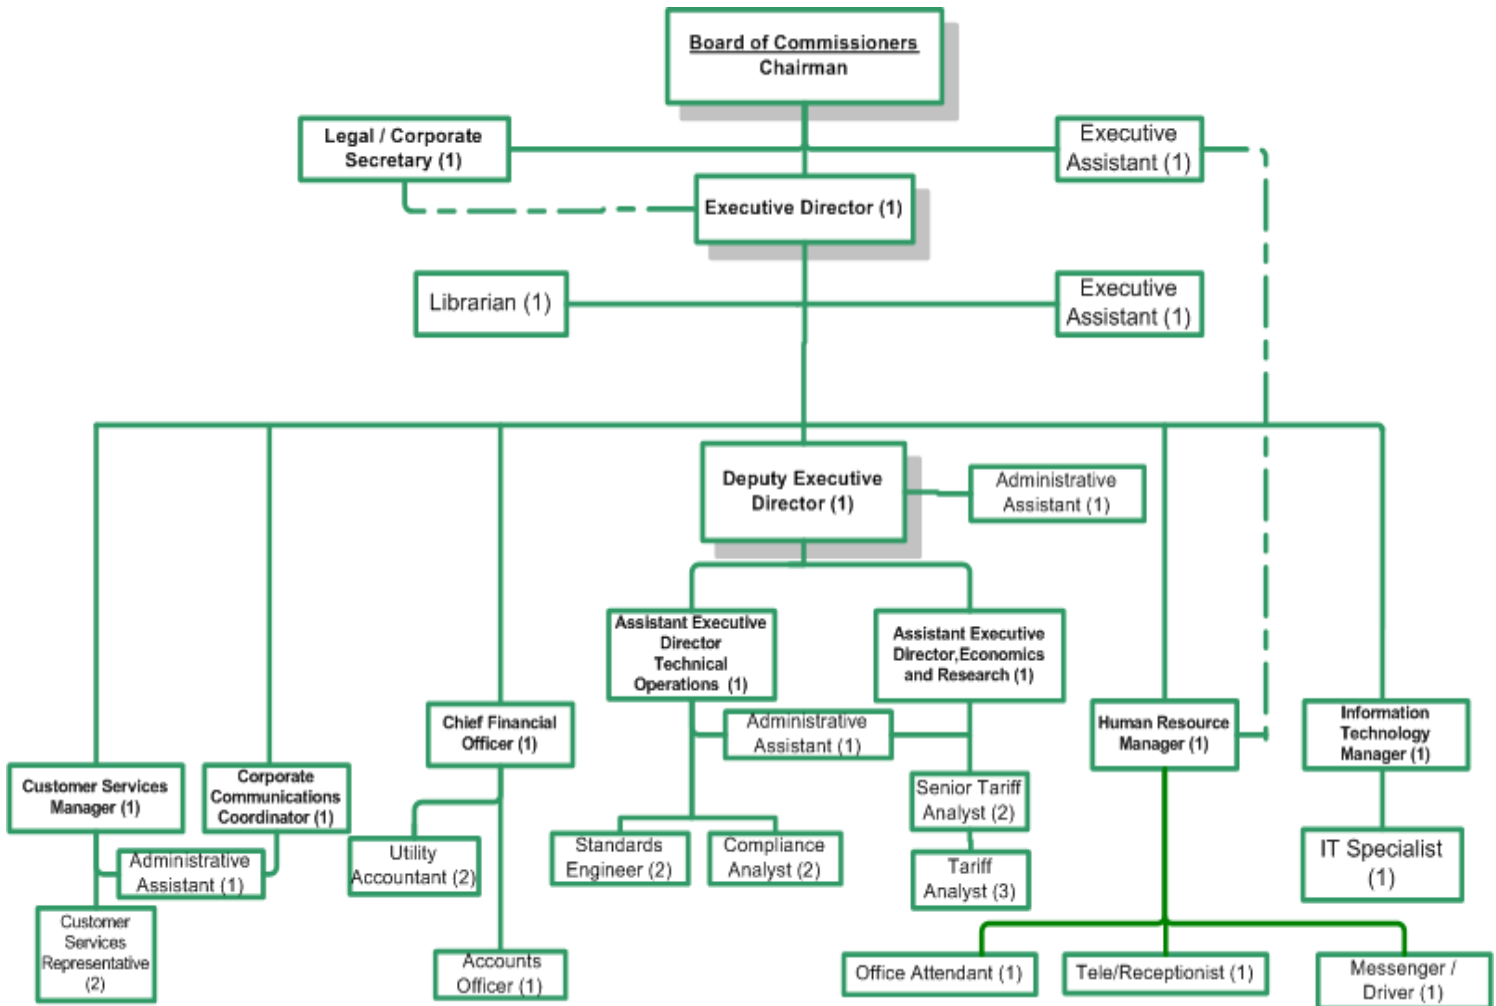 Board of Commissioners
Chairman
Legal / Corporate
Secretary (1)
Executive
Assistant (1)
Executive Director (1)
Librarian (1)
Executive
Assistant (1)
Deputy Executive
Director (1)
Administrative
Assistant (1)
Assistant Executive
Director
Technical
Operations (1)
Assistant Executive
Director,Economics
and Research (1)
Chief Financial
Officer (1)
Administrative
Assistant (1)
Human Resource
Manager (1)
Information
Technology
Manager (1)
Customer Services
Manager (1)
Corporate
Communications
Coordinator (1)
Senior Tariff
Analyst (2)
Administrative
Assistant (1)
Utility
Accountant (2)
Standards
Engineer (2)
Compliance
Analyst (2)
Tariff
Analyst (3)
IT Specialist
(1)
Customer
Services
Representative
(2)
Accounts
Officer (1)
Office Attendant (1)
Tele/Receptionist (1)
Messenger /
Driver (1)